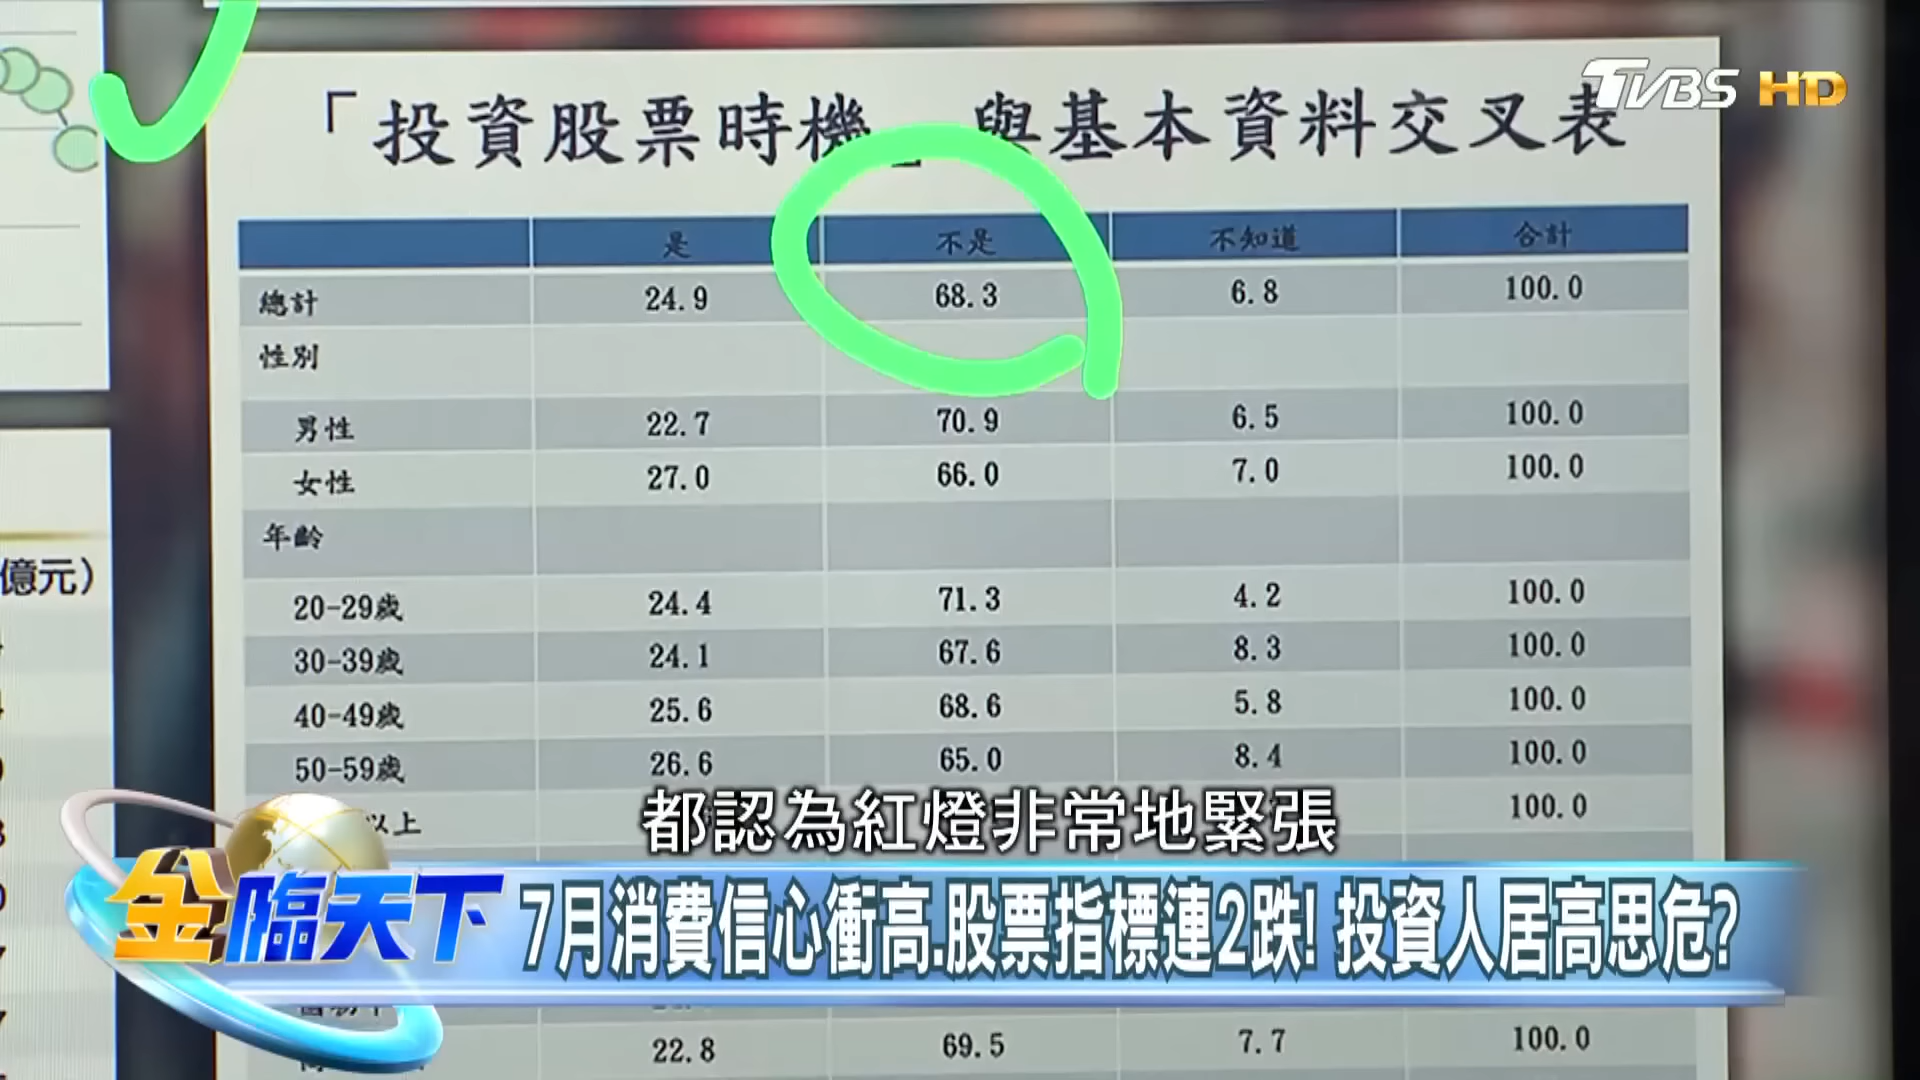 TVBS HD
「投資股票時機」與基本資料交叉表
是 不是 不知道 合計
總計 24.9 68.3 6.8 100.0
性別
男性 22.7 70.9 6.5 100.0
女性 27.0 66.0 7.0 100.0
年齡
20-29歲 24.4 71.3 4.2 100.0
30-39歲 24.1 67.6 8.3 100.0
40-49歲 25.6 68.6 5.8 100.0
50-59歲 26.6 65.0 8.4 100.0
以上 100.0
億元)
都認為紅燈非常地緊張
金臨天下
7月消費信心衝高.股票指標連2跌! 投資人居高思危?
22.8 69.5 7.7 100.0